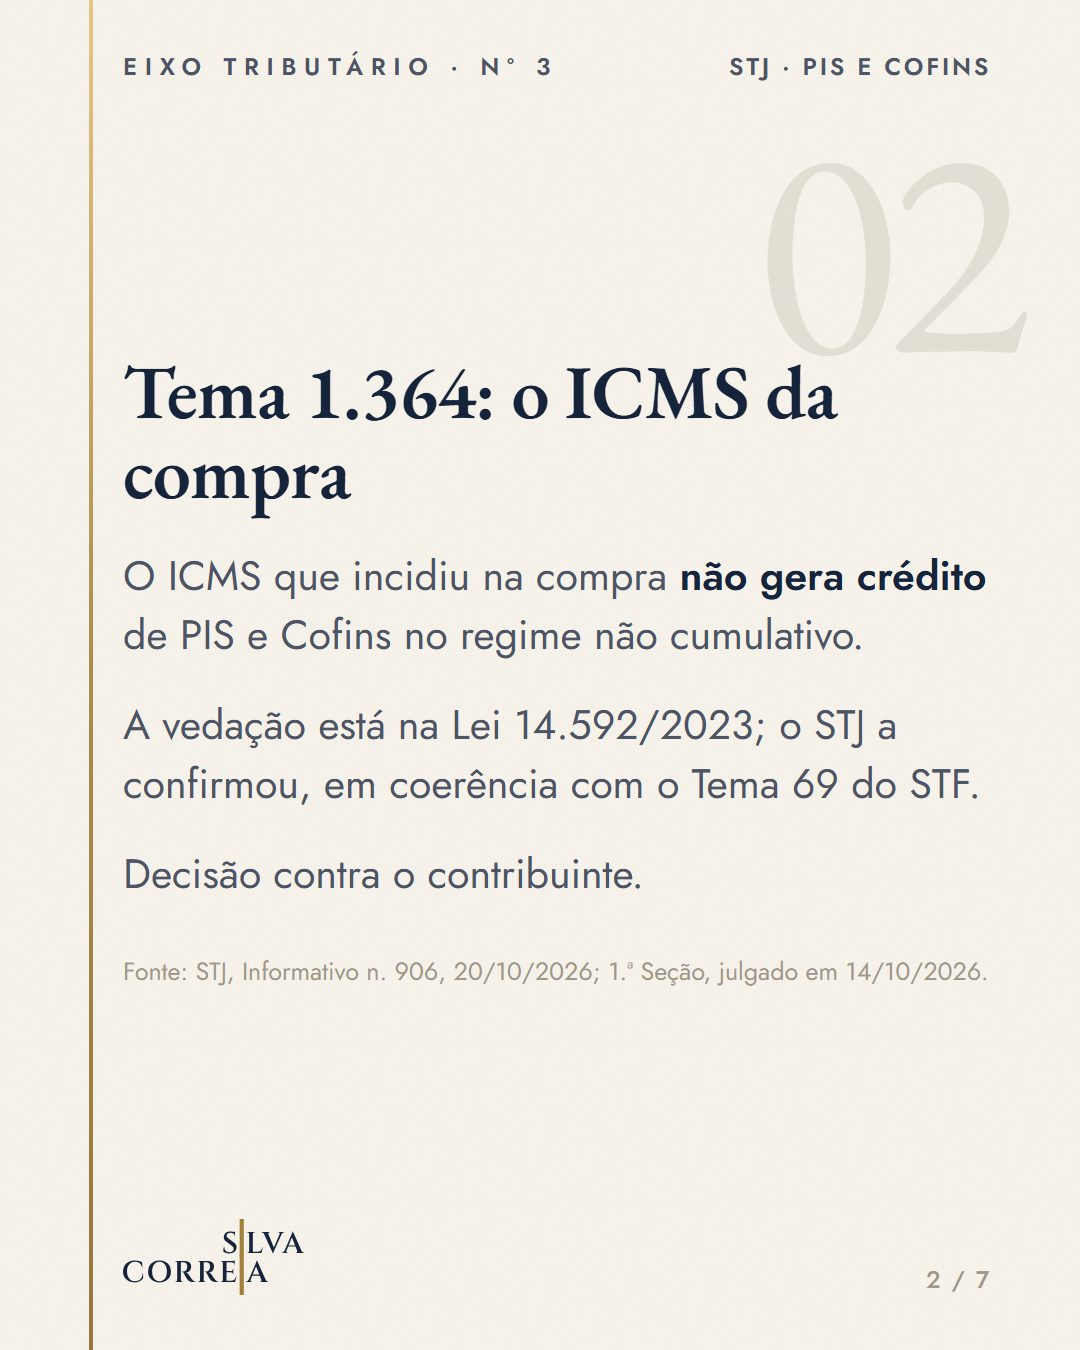 EIXO TRIBUTÁRIO · N° 3
STJ · PIS E COFINS
02
Tema 1.364: o ICMS da
compra
O ICMS que incidiu na compra não gera crédito
de PIS e Cofins no regime não cumulativo.
A vedação está na Lei 14.592/2023; o STJ a
confirmou, em coerência com o Tema 69 do STF.
Decisão contra o contribuinte.
Fonte: STJ, Informativo n. 906, 20/10/2026; 1.ª Seção, julgado em 14/10/2026.
SILVA
CORREIA
2 / 7